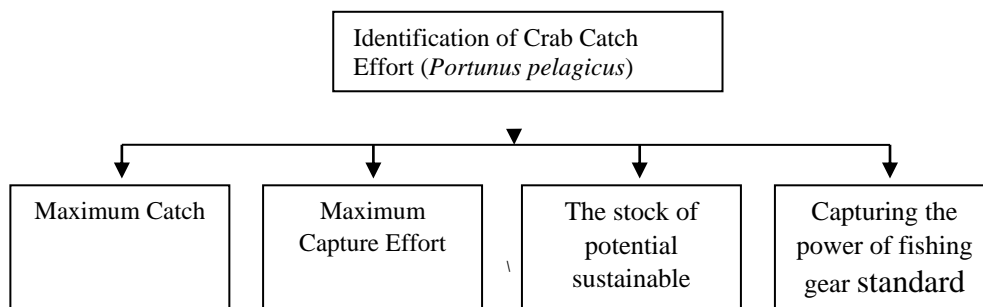 Identification of Crab Catch
Effort (Portunus pelagicus)
Maximum Catch
Maximum
Capture Effort
\
The stock of
potential
sustainable
Capturing the
power of fishing
gear standard